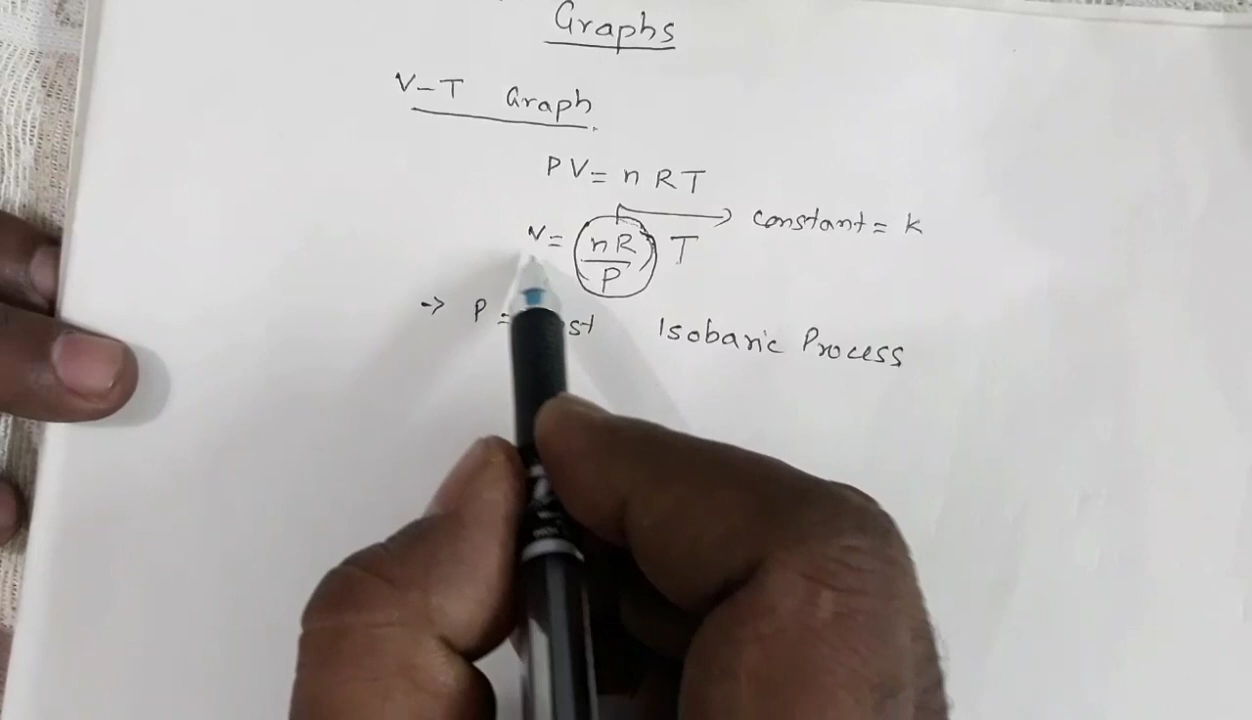 Graphs
V-T Graph
PV = nRT
→ constant = k
V = nR/P T
→ P = st Isobaric Process